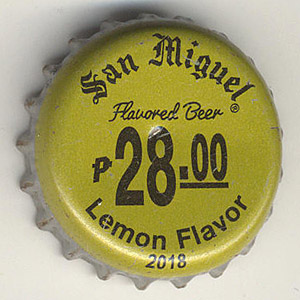 San Miguel®
Flavored Beer
₱28.00
Lemon Flavor
2018